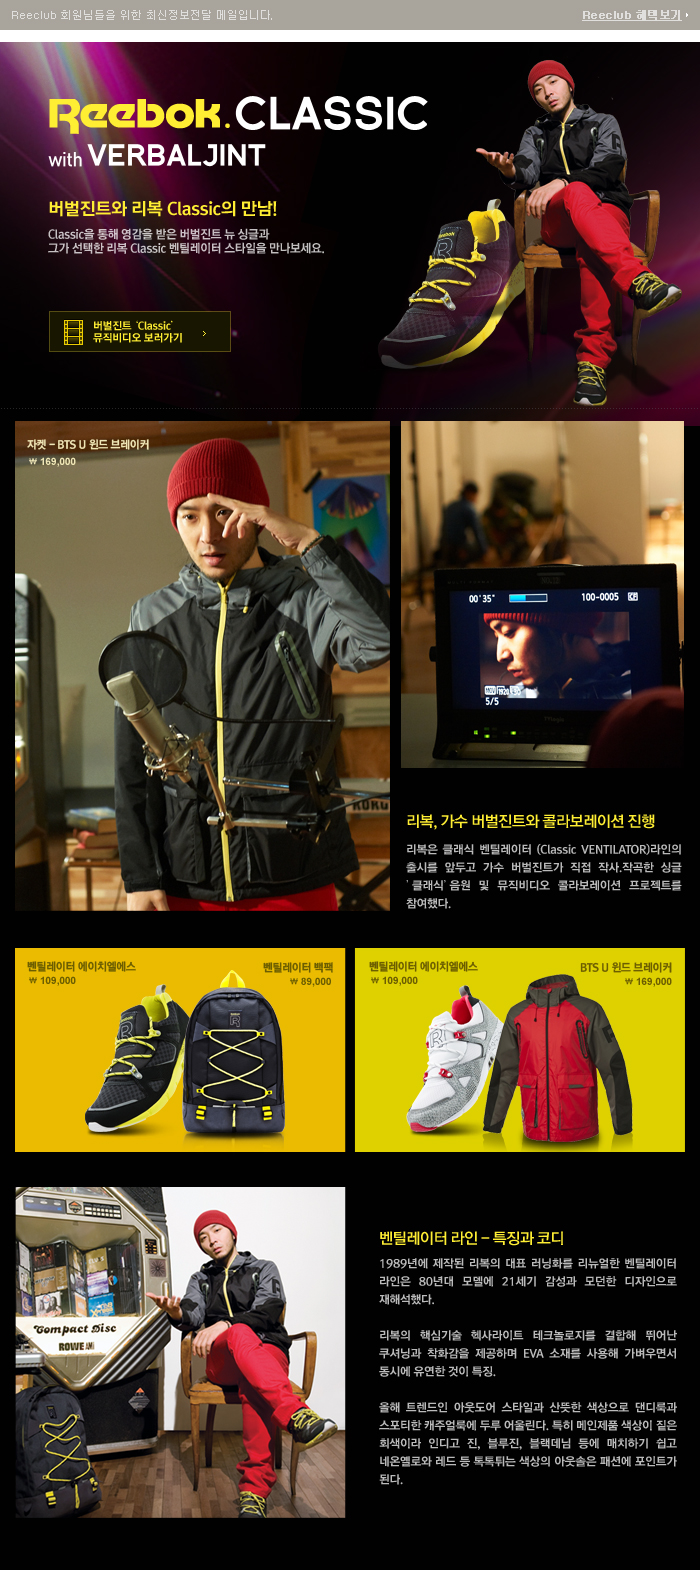 Reeclub 회원님들을 위한 최신정보전달 메일입니다.
Reeclub 혜택보기
Reebok. CLASSIC
with VERBALJINT
버벌진트와 리복 Classic의 만남!
Classic을 통해 영감을 받은 버벌진트 뉴 싱글과
그가 선택한 리복 Classic 벤틸레이터 스타일을 만나보세요.
버벌진트 'Classic'
뮤직비디오 보러가기
Reebok
자켓 - BTS U 윈드 브레이커
₩ 169,000
00'35"
100-0005
5/5
리복, 가수 버벌진트와 콜라보레이션 진행
리복은 클래식 벤틸레이터 (Classic VENTILATOR)라인의
출시를 앞두고 가수 버벌진트가 직접 작사.작곡한 싱글
'클래식' 음원 및 뮤직비디오 콜라보레이션 프로젝트를
참여했다.
벤틸레이터 에이치엘에스
₩ 109,000
벤틸레이터 백팩
₩ 89,000
벤틸레이터 에이치엘에스
₩ 109,000
BTS U 윈드 브레이커
₩ 169,000
Compact Disc
ROWE AMI
벤틸레이터 라인 - 특징과 코디
1989년에 제작된 리복의 대표 러닝화를 리뉴얼한 벤틸레이터
라인은 80년대 모델에 21세기 감성과 모던한 디자인으로
재해석했다.
리복의 핵심기술 헥사라이트 테크놀로지를 결합해 뛰어난
쿠셔닝과 착화감을 제공하며 EVA 소재를 사용해 가벼우면서
동시에 유연한 것이 특징.
올해 트렌드인 아웃도어 스타일과 산뜻한 색상으로 댄디룩과
스포티한 캐주얼룩에 두루 어울린다. 특히 메인제품 색상이 짙은
회색이라 인디고 진, 블루진, 블랙데님 등에 매치하기 쉽고
네온옐로와 레드 등 톡톡튀는 색상의 아웃솔은 패션에 포인트가
된다.